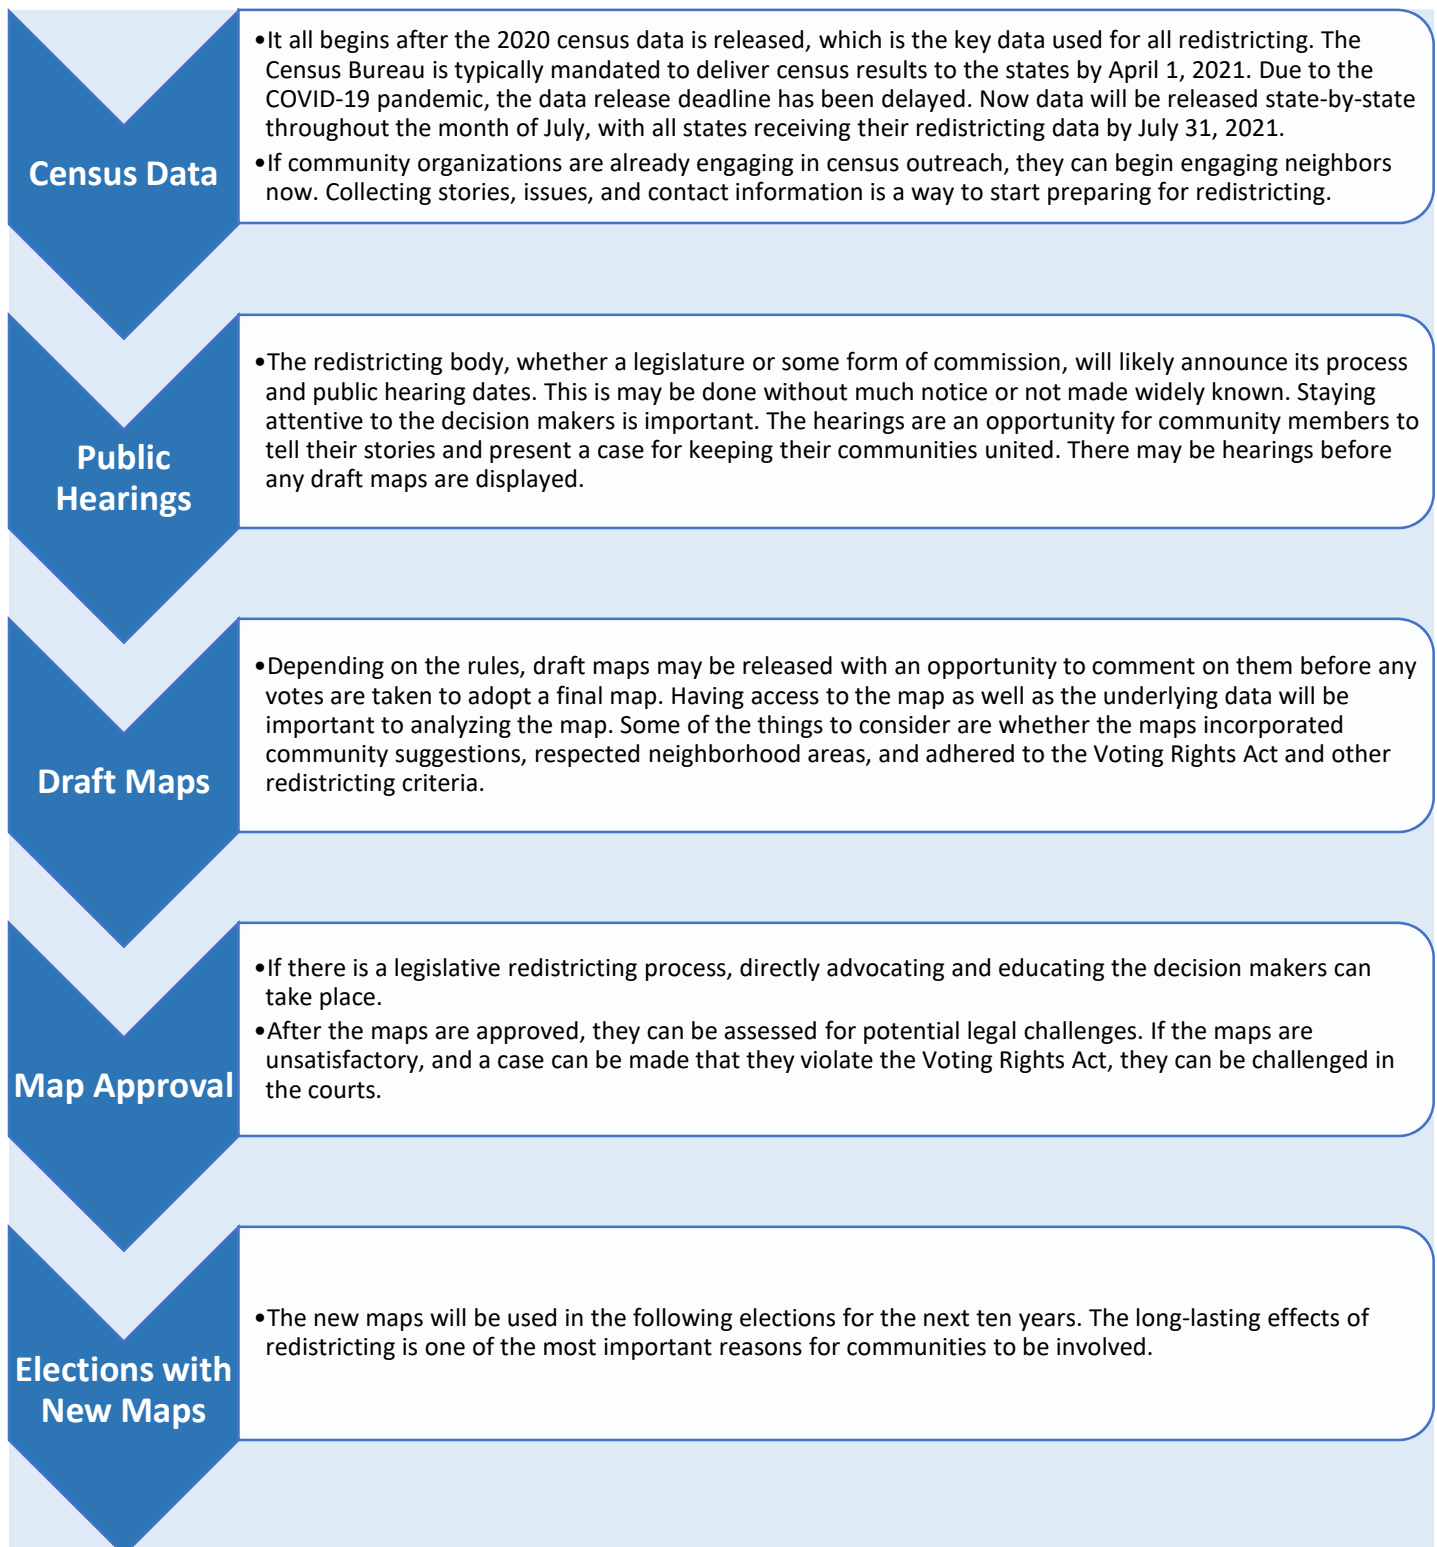 •It all begins after the 2020 census data is released, which is the key data used for all redistricting. The
Census Bureau is typically mandated to deliver census results to the states by April 1, 2021. Due to the
COVID-19 pandemic, the data release deadline has been delayed. Now data will be released state-by-state
throughout the month of July, with all states receiving their redistricting data by July 31, 2021.
•If community organizations are already engaging in census outreach, they can begin engaging neighbors
now. Collecting stories, issues, and contact information is a way to start preparing for redistricting.
Census Data
•The redistricting body, whether a legislature or some form of commission, will likely announce its process
and public hearing dates. This is may be done without much notice or not made widely known. Staying
attentive to the decision makers is important. The hearings are an opportunity for community members to
tell their stories and present a case for keeping their communities united. There may be hearings before
any draft maps are displayed.
Public
Hearings
•Depending on the rules, draft maps may be released with an opportunity to comment on them before any
votes are taken to adopt a final map. Having access to the map as well as the underlying data will be
important to analyzing the map. Some of the things to consider are whether the maps incorporated
community suggestions, respected neighborhood areas, and adhered to the Voting Rights Act and other
redistricting criteria.
Draft Maps
•If there is a legislative redistricting process, directly advocating and educating the decision makers can
take place.
•After the maps are approved, they can be assessed for potential legal challenges. If the maps are
unsatisfactory, and a case can be made that they violate the Voting Rights Act, they can be challenged in
the courts.
Map Approval
•The new maps will be used in the following elections for the next ten years. The long-lasting effects of
redistricting is one of the most important reasons for communities to be involved.
Elections with
New Maps